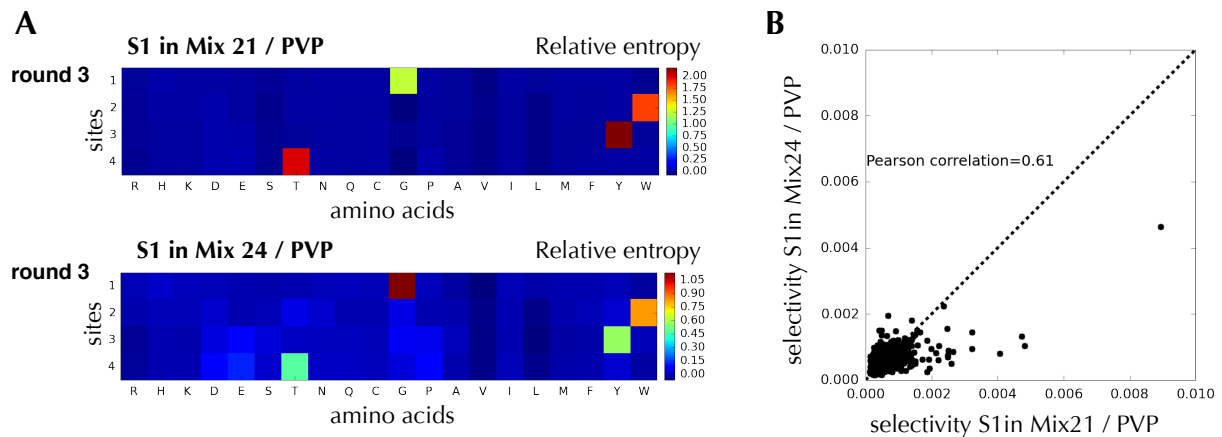 A
S1 in Mix 21 / PVP
Relative entropy
round 3
sites
1
2
3
4
2.00
1.75
1.50
1.25
1.00
0.75
0.50
0.25
0.00
R H K D E S T N Q C G P A V I L M F Y W
amino acids
S1 in Mix 24 / PVP
Relative entropy
round 3
sites
1
2
3
4
1.05
0.90
0.75
0.60
0.45
0.30
0.15
0.00
R H K D E S T N Q C G P A V I L M F Y W
amino acids
B
selectivity S1in Mix24 / PVP
0.010
0.008
0.006
0.004
0.002
0.000
Pearson correlation=0.61
0.000 0.002 0.004 0.006 0.008 0.010
selectivity S1in Mix21 / PVP